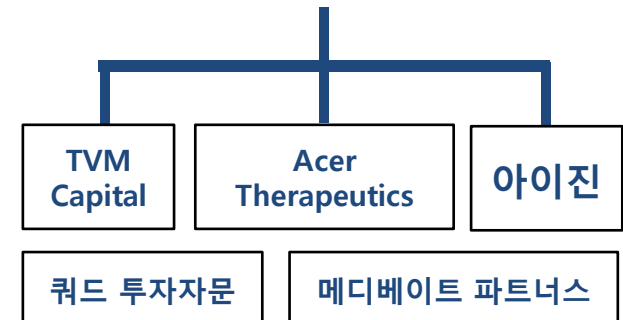 TVM
Capital
Acer
Therapeutics
아이진
쿼드 투자자문
메디베이트 파트너스